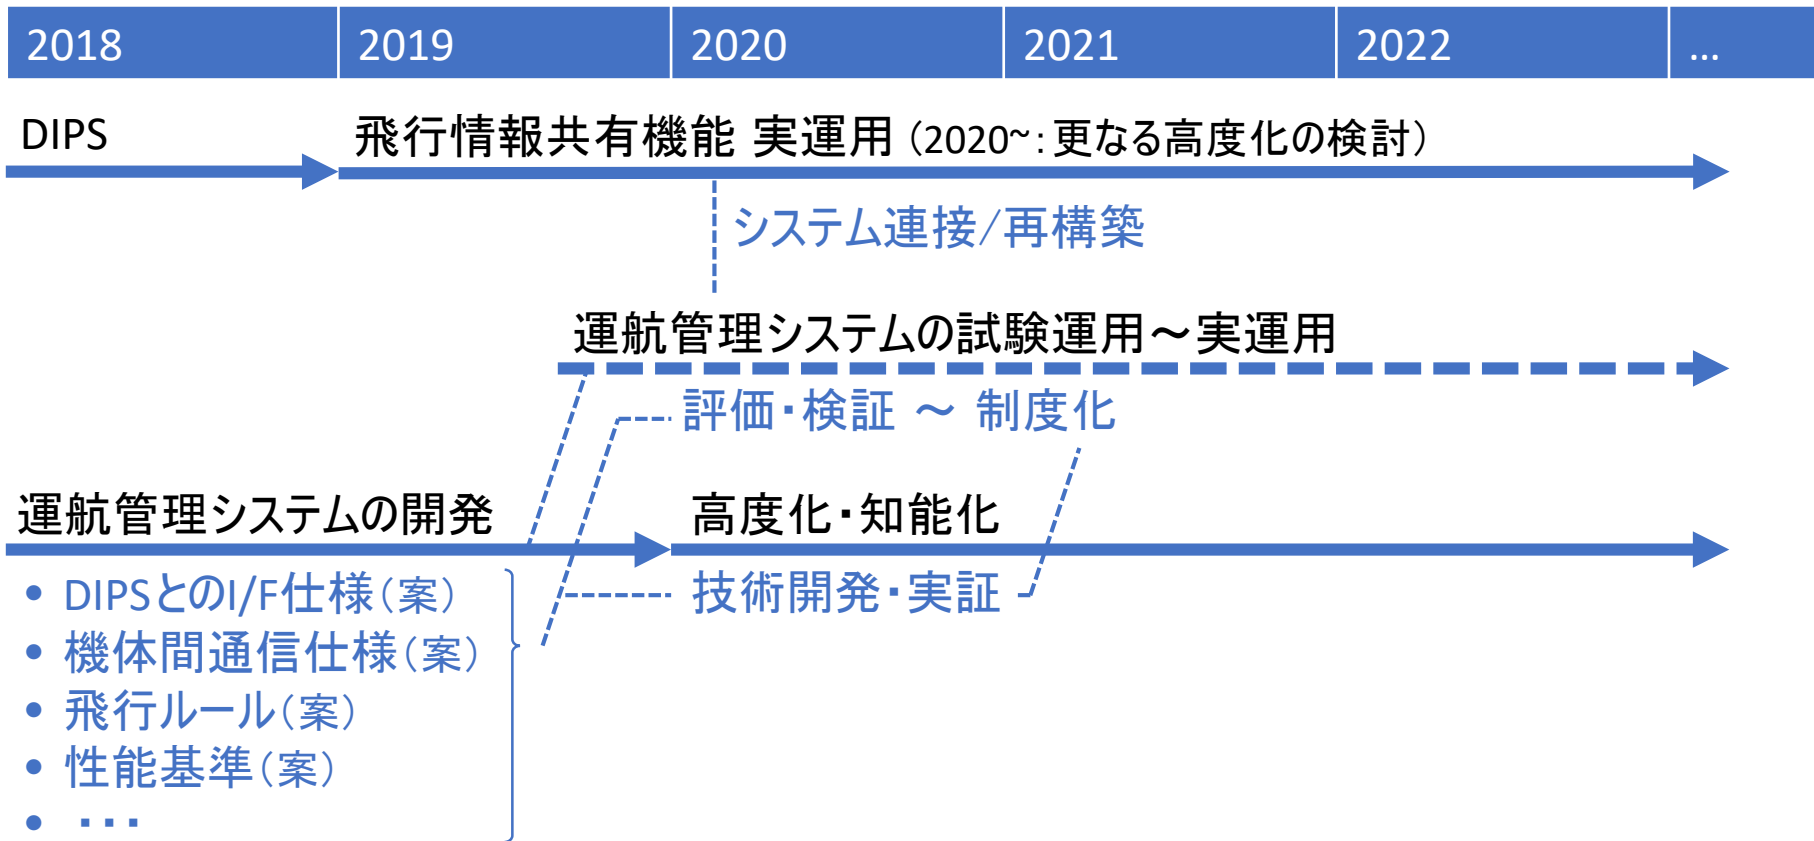 2018 2019 2020 2021 2022 ...
DIPS 飛行情報共有機能 実運用（2020~：更なる高度化の検討）
システム連接/再構築
運航管理システムの試験運用～実運用
評価・検証 ～ 制度化
運航管理システムの開発 高度化・知能化
• DIPSとのI/F仕様（案） 技術開発・実証
• 機体間通信仕様（案）
• 飛行ルール（案）
• 性能基準（案）
• ・・・